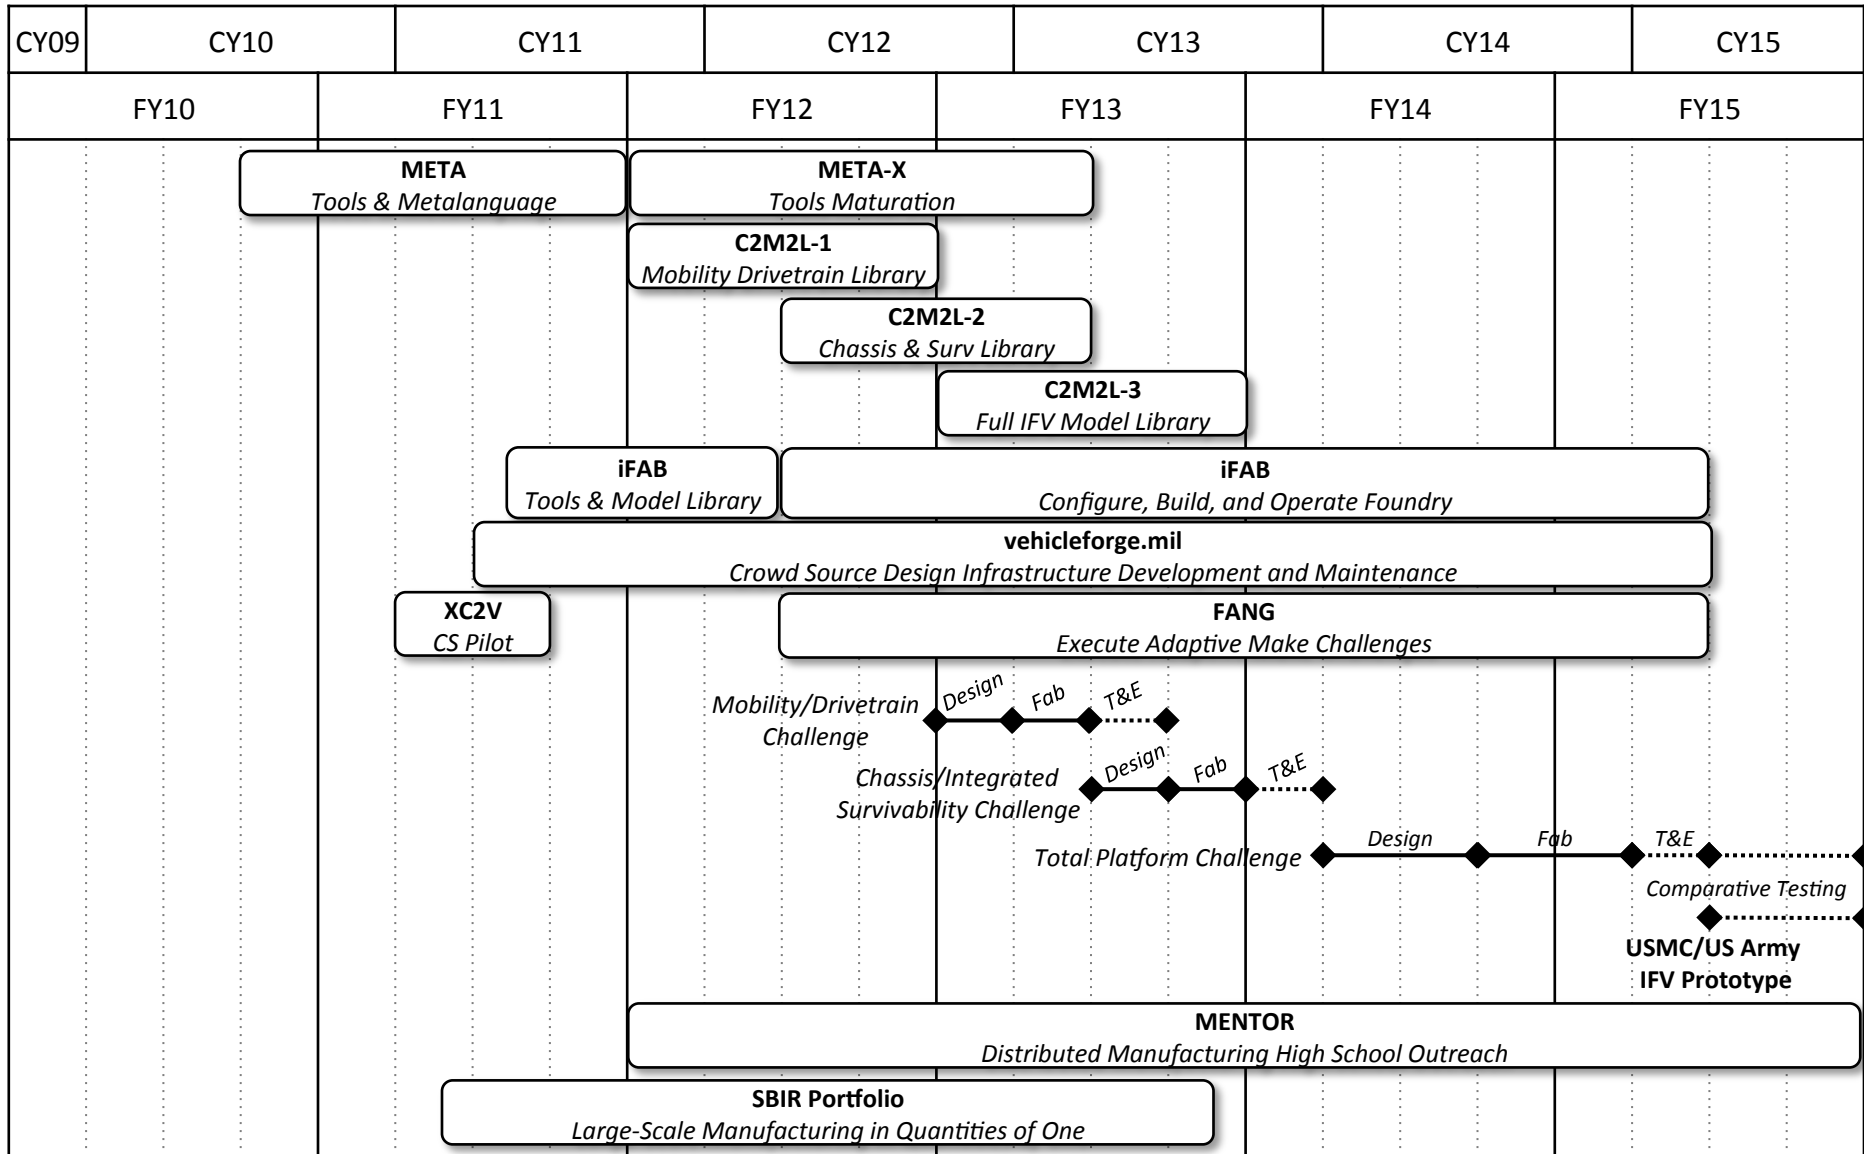 CY09 CY10 CY11 CY12 CY13 CY14 CY15
FY10 FY11 FY12 FY13 FY14 FY15
META
Tools & Metalanguage
META-X
Tools Maturation
C2M2L-1
Mobility Drivetrain Library
C2M2L-2
Chassis & Surv Library
C2M2L-3
Full IFV Model Library
iFAB
Tools & Model Library
iFAB
Configure, Build, and Operate Foundry
vehicleforge.mil
Crowd Source Design Infrastructure Development and Maintenance
XC2V
CS Pilot
FANG
Execute Adaptive Make Challenges
Mobility/Drivetrain
Challenge
Design Fab T&E
Chassis/Integrated
Survivability Challenge
Design Fab T&E
Total Platform Challenge
Design Fab T&E
Comparative Testing
USMC/US Army
IFV Prototype
MENTOR
Distributed Manufacturing High School Outreach
SBIR Portfolio
Large-Scale Manufacturing in Quantities of One